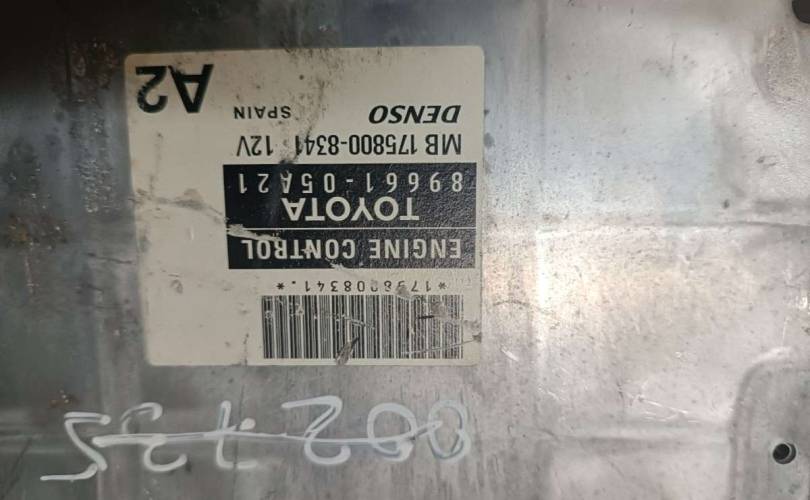 *1758008341.*
ENGINE CONTROL
TOYOTA
89661-05A21
MB 175800-8341 12V
DENSO SPAIN
A2